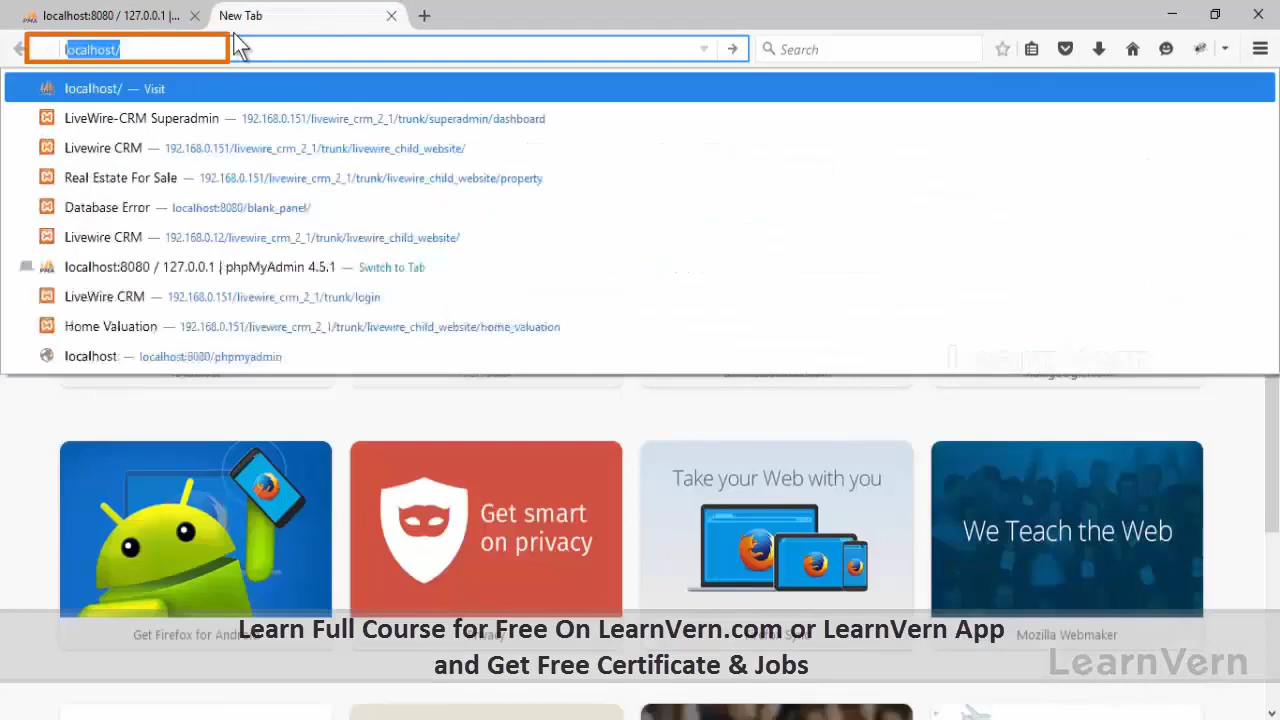 localhost:8080 / 127.0.0.1 |...
New Tab
localhost/
Search
localhost/ — Visit
LiveWire-CRM Superadmin — 192.168.0.151/livewire_crm_2_1/trunk/superadmin/dashboard
Livewire CRM — 192.168.0.151/livewire_crm_2_1/trunk/livewire_child_website/
Real Estate For Sale — 192.168.0.151/livewire_crm_2_1/trunk/livewire_child_website/property
Database Error — localhost:8080/blank_panel/
Livewire CRM — 192.168.0.12/livewire_crm_2_1/trunk/livewire_child_website/
PMA localhost:8080 / 127.0.0.1 | phpMyAdmin 4.5.1 — Switch to Tab
LiveWire CRM — 192.168.0.151/livewire_crm_2_1/trunk/login
Home Valuation — 192.168.0.151/livewire_crm_2_1/trunk/livewire_child_website/home_valuation
localhost — localhost:8080/phpmyadmin
Get smart
on privacy
Take your Web with you
We Teach the Web
Get Firefox for Android
Mozilla Webmaker
Learn Full Course for Free On LearnVern.com or LearnVern App
and Get Free Certificate & Jobs
LearnVern